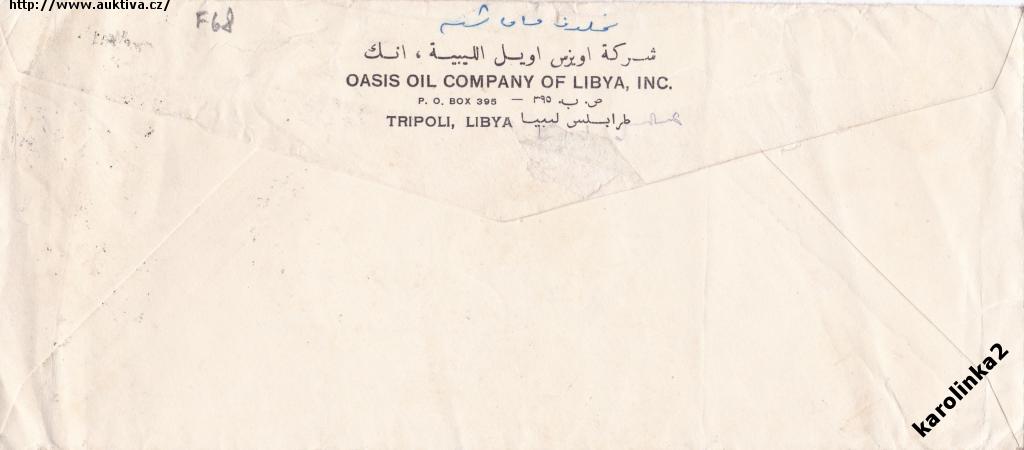 http://www.auktiva.cz/
F68
شركة اويزس اويل الليبية ، انك
OASIS OIL COMPANY OF LIBYA, INC.
P. O. BOX 395 — ص. ب. ٣٩٥
TRIPOLI, LIBYA طرابلس ليبيا
karolinka2